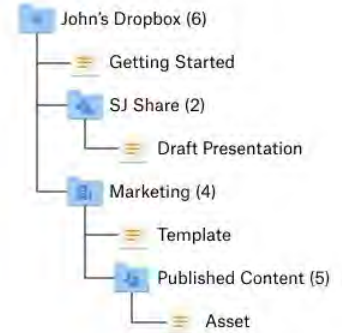 John's Dropbox (6)
Getting Started
SJ Share (2)
Draft Presentation
Marketing (4)
Template
Published Content (5)
Asset